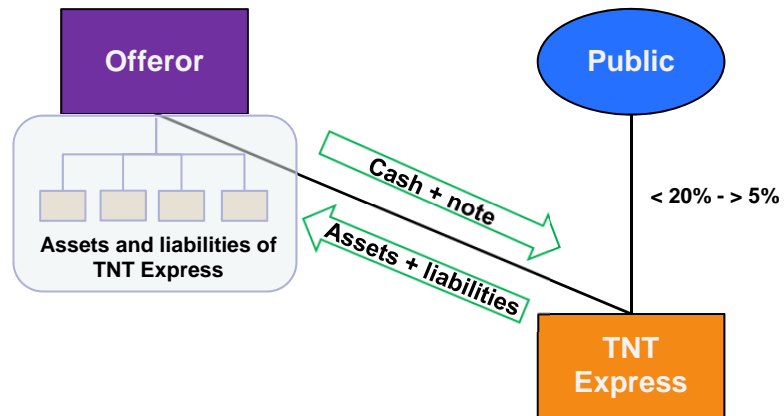 Offeror
Public
Cash + note
< 20% - > 5%
Assets + liabilities
Assets and liabilities of
TNT Express
TNT
Express